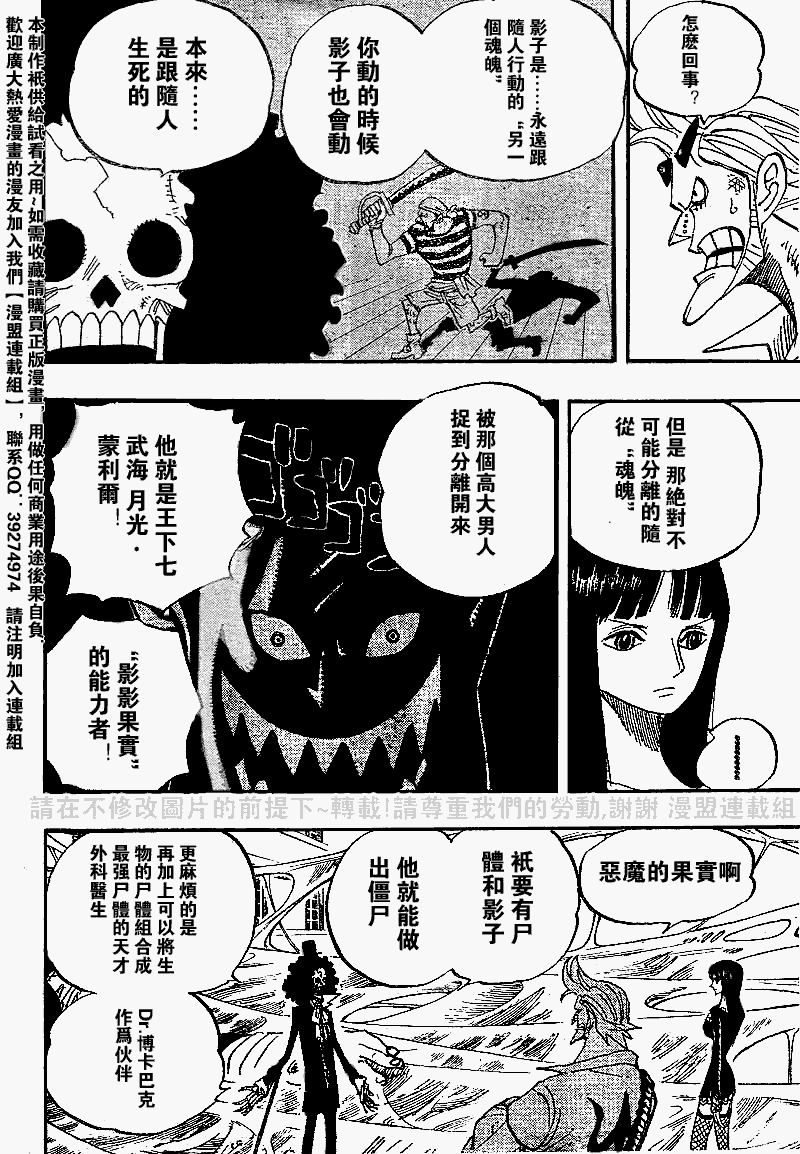 怎麽回事?
影子是……永遠跟
隨人行動的“另一
個魂魄”
你動的時候
影子也會動
本來……
是跟隨人
生死的
但是 那絕對不
可能分離的隨
從“魂魄”
………
被那個高大男人
捉到分離開來
他就是王下七
武海 月光·
蒙利爾!
“影影果實”
的能力者!
惡魔的果實啊
衹要有尸
體和影子
他就能做
出僵尸
更麻煩的是
再加上可以將生
物的尸體組合成
最强尸體的天才
外科醫生
Dr.博卡巴克
作爲伙伴
本制作衹供給試看之用~如需收藏請購買正版漫畫,用做任何商業用途後果自負.
歡迎廣大熱愛漫畫的漫友加入我們【漫盟連載組】,聯系QQ:39274974 請注明加入連載組
請在不修改圖片的前提下~轉載!請尊重我們的勞動,謝謝 漫盟連載組